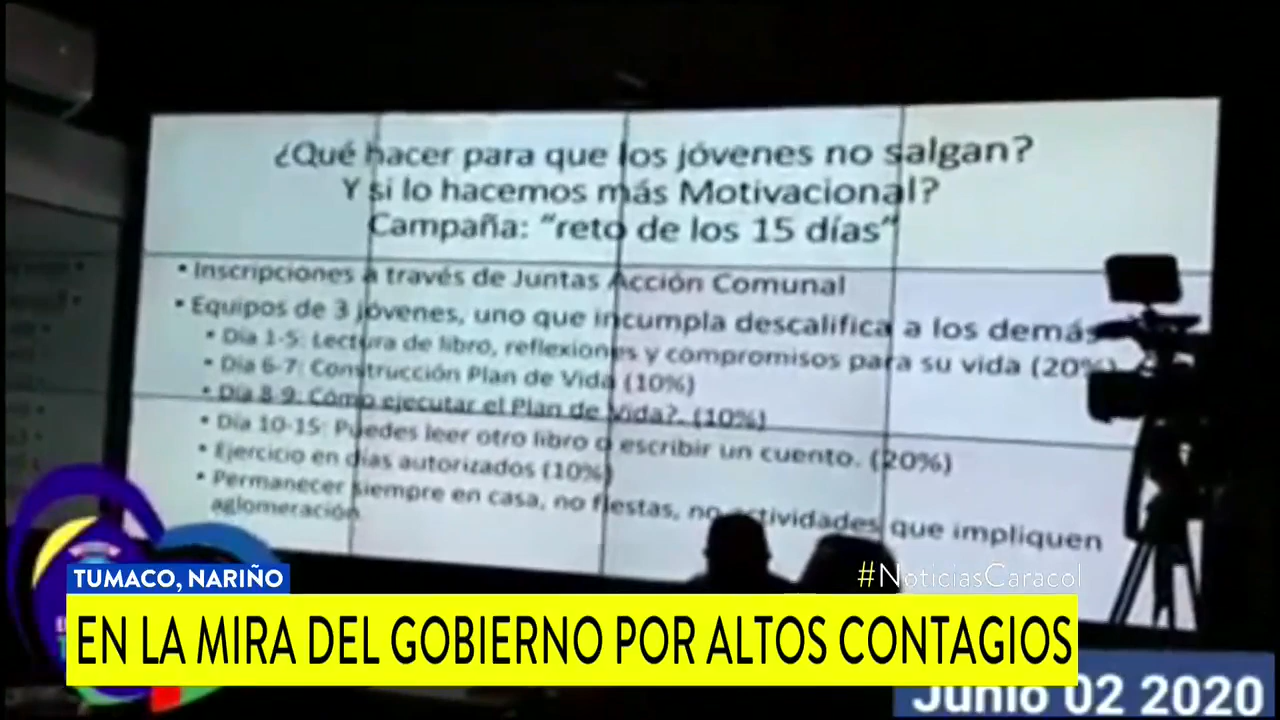 ¿Qué hacer para que los jóvenes no salgan?
Y si lo hacemos más Motivacional?
Campaña: “reto de los 15 días”
• Inscripciones a través de Juntas Acción Comunal
• Equipos de 3 jóvenes, uno que incumpla descalifica a los demás
• Día 1-5: Lectura de libro, reflexiones y compromisos para su vida (20%)
• Día 6-7: Construcción Plan de Vida (10%)
• Día 8-9: Cómo ejecutar el Plan de Vida?. (10%)
• Día 10-15: Puedes leer otro libro o escribir un cuento. (20%)
• Ejercicio en días autorizados (10%)
• Permanecer siempre en casa, no fiestas, no actividades que impliquen
aglomeración
TUMACO, NARIÑO
#NoticiasCaracol
EN LA MIRA DEL GOBIERNO POR ALTOS CONTAGIOS
Junio 02 2020